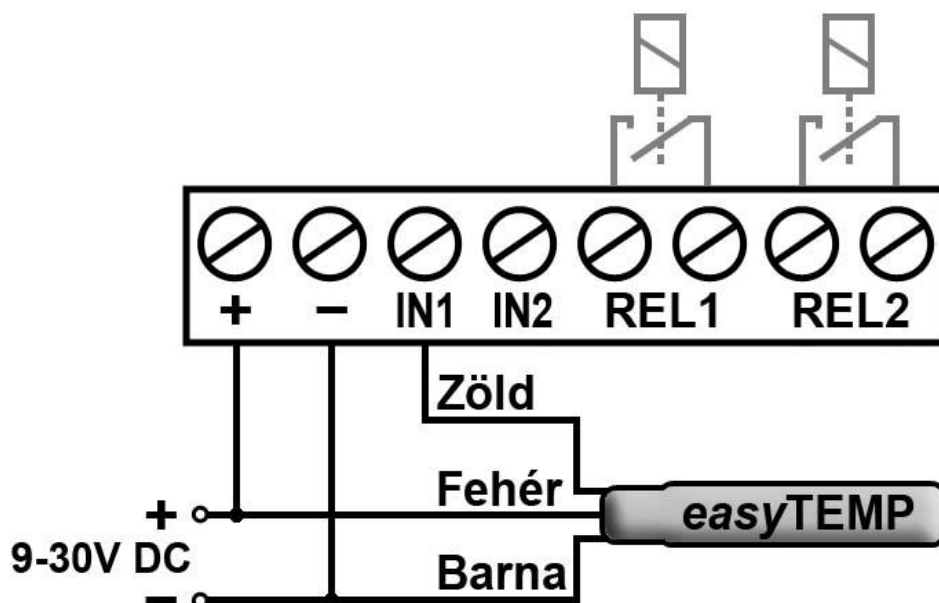 + − IN1 IN2 REL1 REL2
Zöld
Fehér
+
9-30V DC
easyTEMP
Barna
−